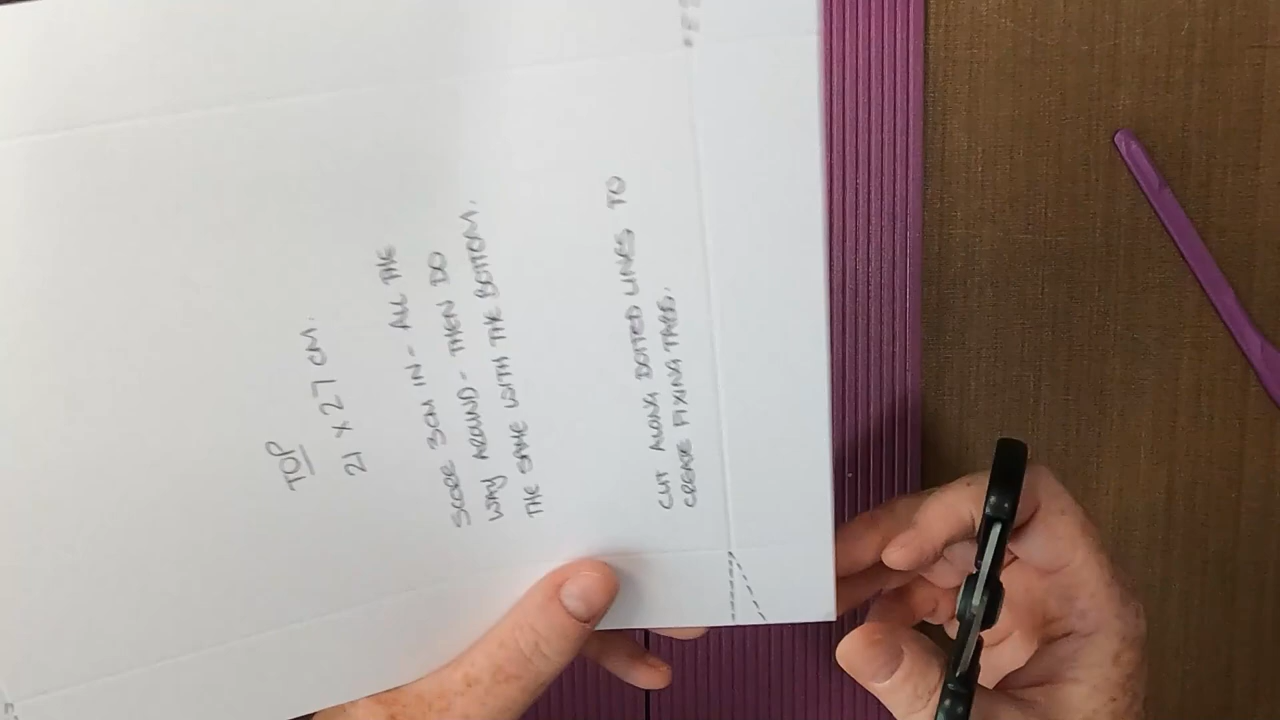 TOP
21 X 27 CM.
SCORE 3CM IN - ALL THE
WAY AROUND - THEN DO
THE SAME WITH THE BOTTOM.
CUT ALONG DOTTED LINES TO
CREATE FIXING TABS.